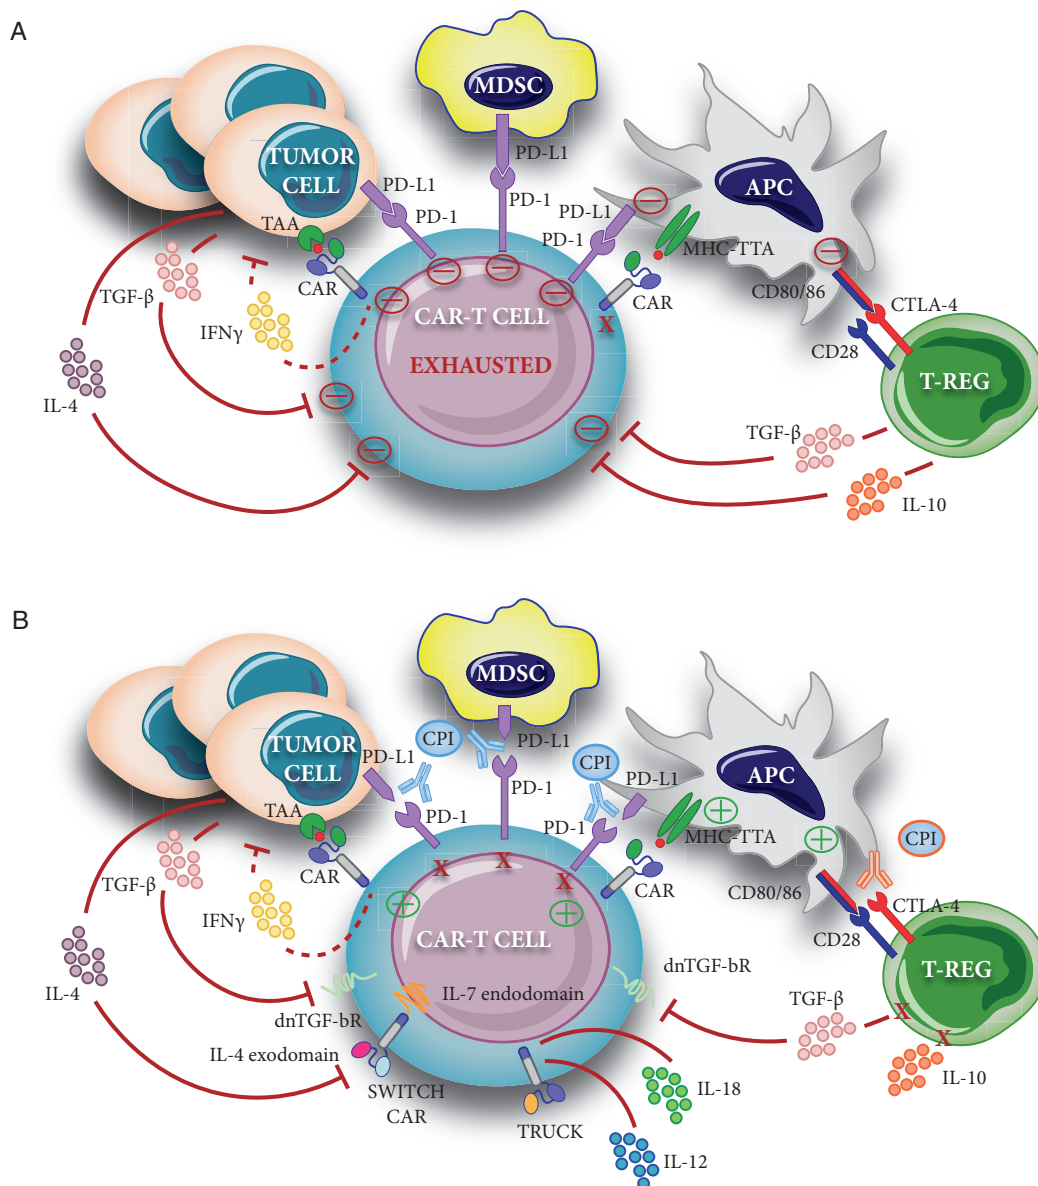 A
MDSC
PD-L1
PD-1
TUMOR
CELL
PD-L1
PD-1
TAA
CAR
APC
PD-L1
PD-1
MHC-TTA
CAR
X
CD80/86
CTLA-4
CD28
T-REG
TGF-β
IFNγ
IL-4
CAR-T CELL
EXHAUSTED
TGF-β
IL-10
B
MDSC
CPI
PD-L1
PD-1
TUMOR
CELL
PD-L1
PD-1
TAA
CAR
CPI
PD-L1
PD-1
APC
MHC-TTA
CAR
CPI
CD80/86
CTLA-4
CD28
T-REG
X
X
X
TGF-β
IFNγ
IL-4
CAR-T CELL
dnTGF-bR
IL-7 endodomain
dnTGF-bR
IL-4 exodomain
SWITCH
CAR
TRUCK
IL-18
IL-12
TGF-β
X
X
IL-10